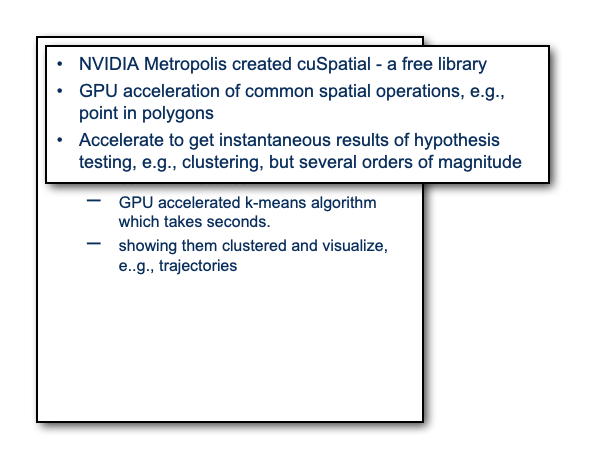 • NVIDIA Metropolis created cuSpatial - a free library
• GPU acceleration of common spatial operations, e.g.,
point in polygons
• Accelerate to get instantaneous results of hypothesis
testing, e.g., clustering, but several orders of magnitude
— GPU accelerated k-means algorithm
which takes seconds.
— showing them clustered and visualize,
e..g., trajectories